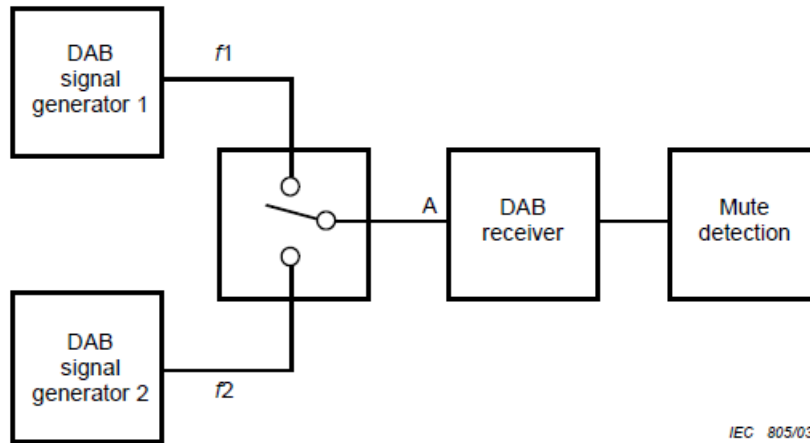 DAB
signal
generator 1
f1
A
DAB
receiver
Mute
detection
DAB
signal
generator 2
f2
IEC 805/03